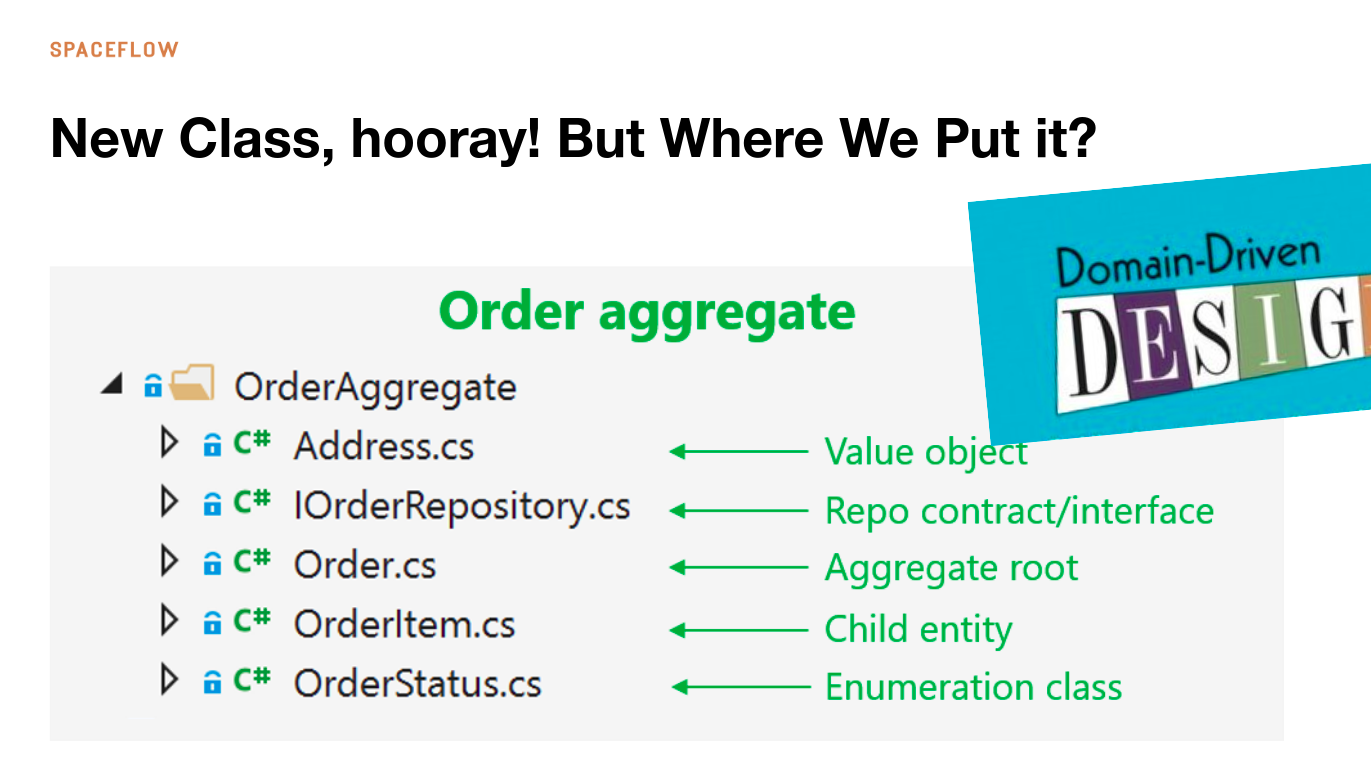 SPACEFLOW
New Class, hooray! But Where We Put it?
Domain-Driven
DESIG
Order aggregate
OrderAggregate
C# Address.cs Value object
C# IOrderRepository.cs Repo contract/interface
C# Order.cs Aggregate root
C# OrderItem.cs Child entity
C# OrderStatus.cs Enumeration class